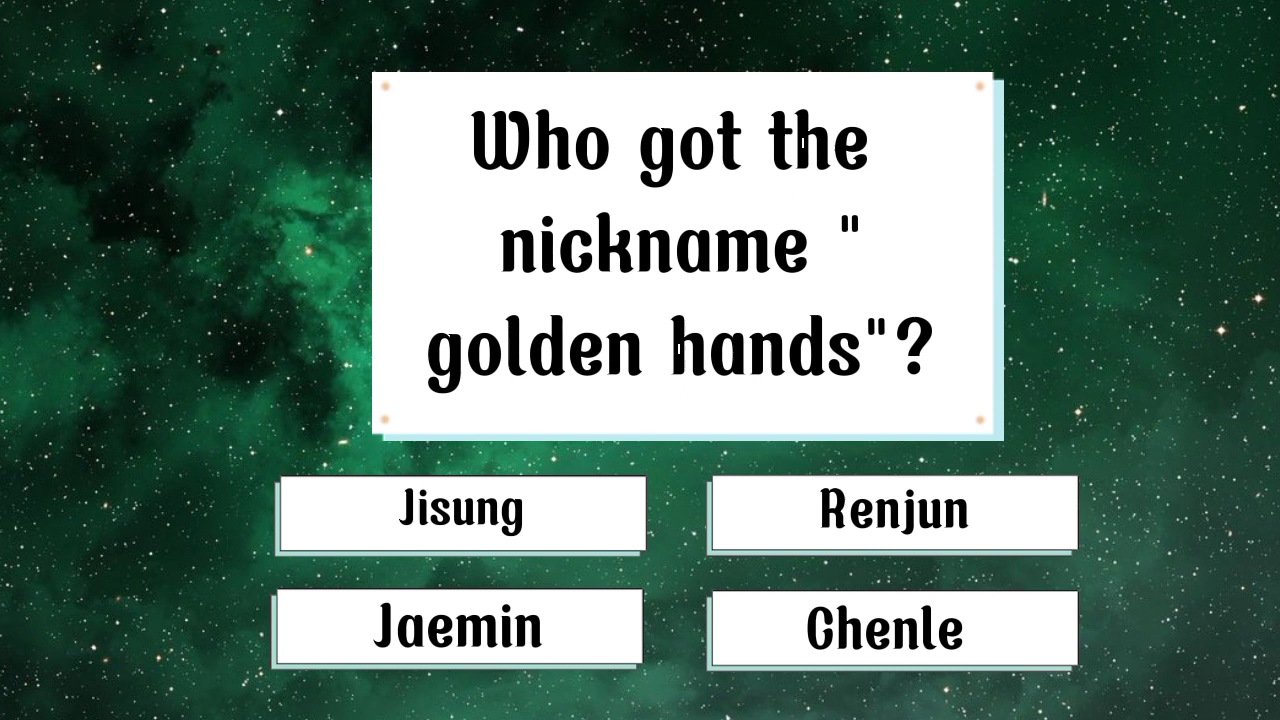 Who got the
nickname "
golden hands"?
Jisung
Renjun
Jaemin
Chenle